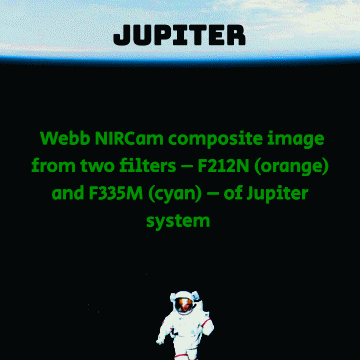 JUPITER
Webb NIRCam composite image
from two filters – F212N (orange)
and F335M (cyan) – of Jupiter
system